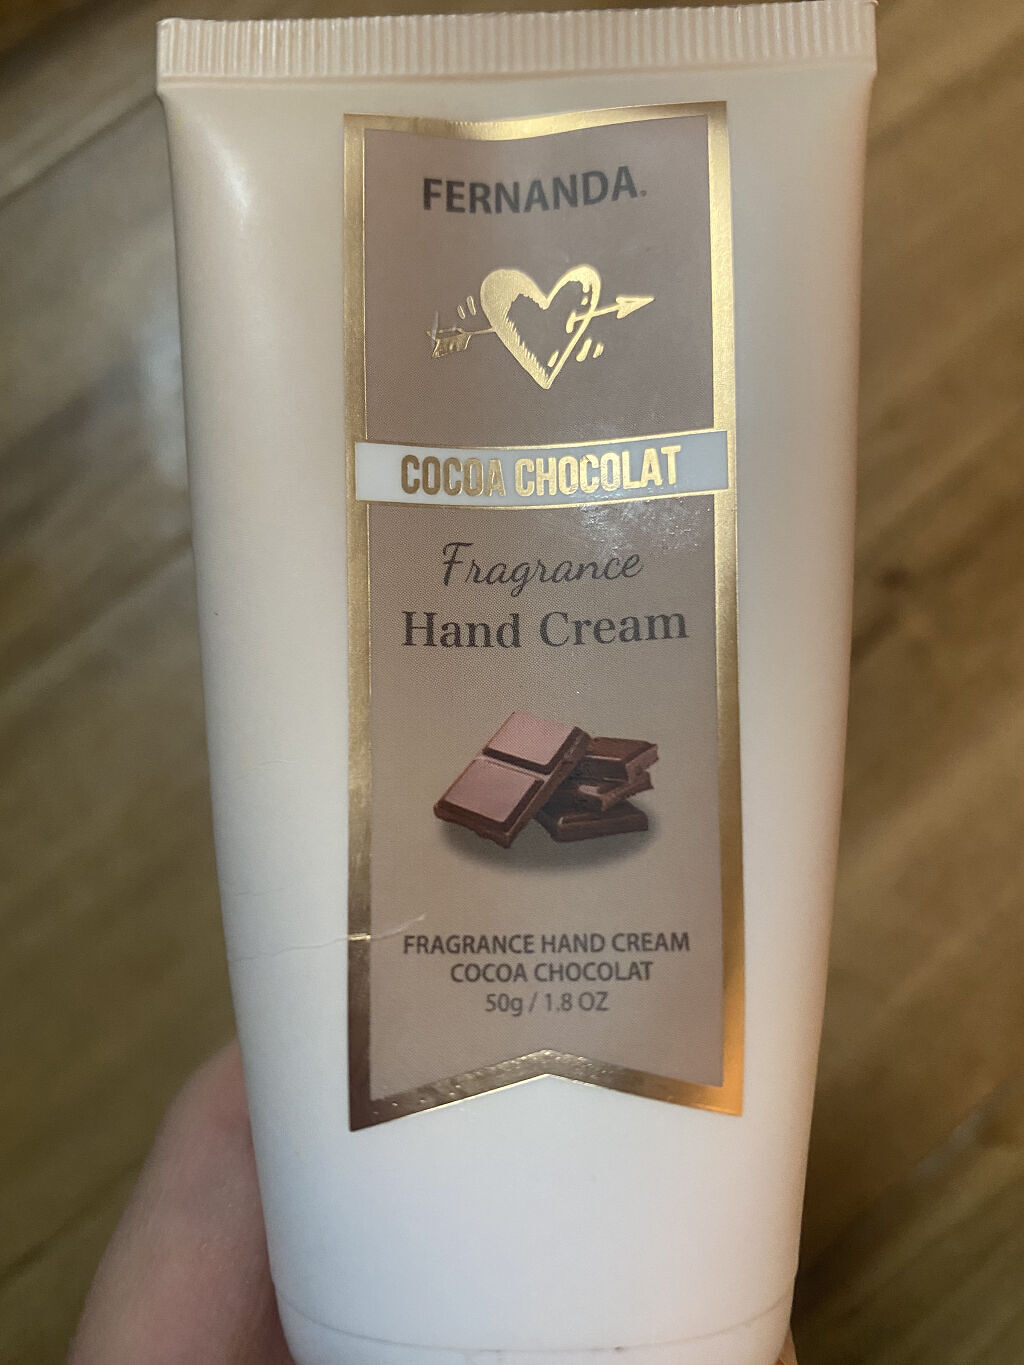 FERNANDA.
COCOA CHOCOLAT
Fragrance
Hand Cream
FRAGRANCE HAND CREAM
COCOA CHOCOLAT
50g / 1.8 OZ